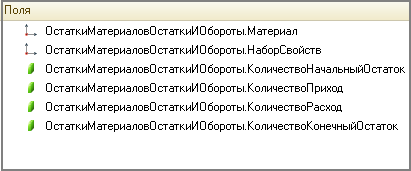 Поля
ОстаткиМатериаловОстаткиИОбороты.Материал
ОстаткиМатериаловОстаткиИОбороты.НаборСвойств
ОстаткиМатериаловОстаткиИОбороты.КоличествоНачальныйОстаток
ОстаткиМатериаловОстаткиИОбороты.КоличествоПриход
ОстаткиМатериаловОстаткиИОбороты.КоличествоРасход
ОстаткиМатериаловОстаткиИОбороты.КоличествоКонечныйОстаток